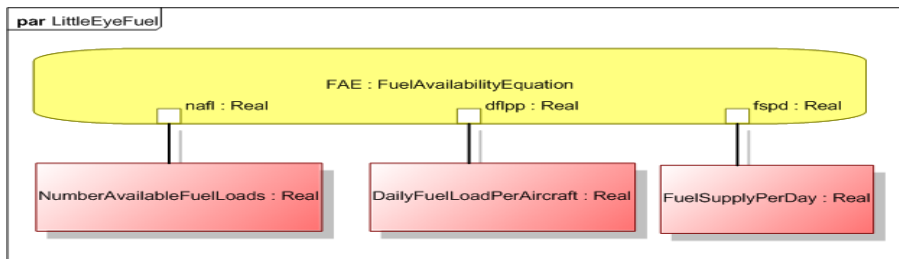 par LittleEyeFuel
FAE : FuelAvailabilityEquation
nafl : Real
dflpp : Real
fspd : Real
NumberAvailableFuelLoads : Real
DailyFuelLoadPerAircraft : Real
FuelSupplyPerDay : Real